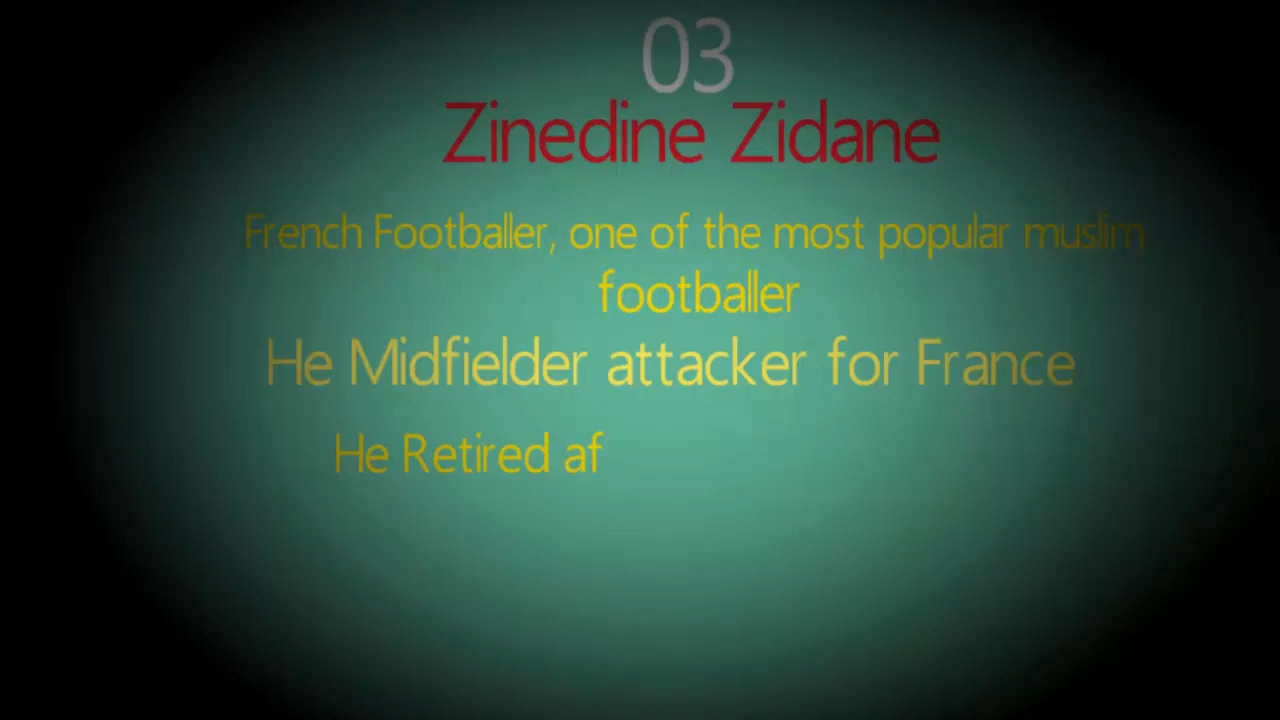 03
Zinedine Zidane
French Footballer, one of the most popular muslim
footballer
He Midfielder attacker for France
He Retired af